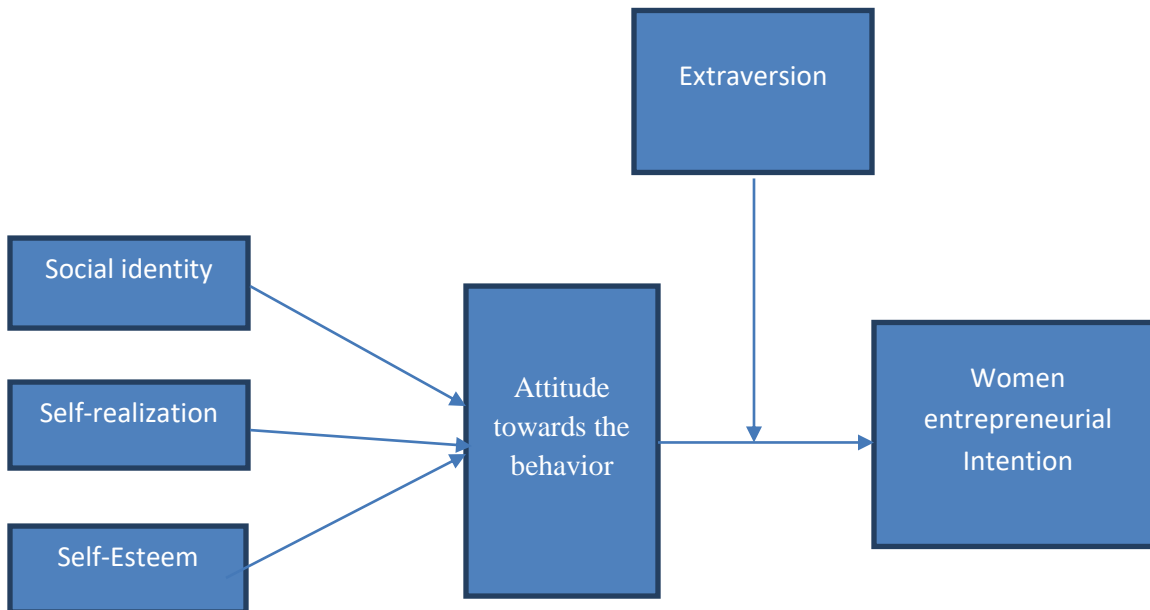 Extraversion
Social identity
Self-realization
Self-Esteem
Attitude
towards the
behavior
Women
entrepreneurial
Intention